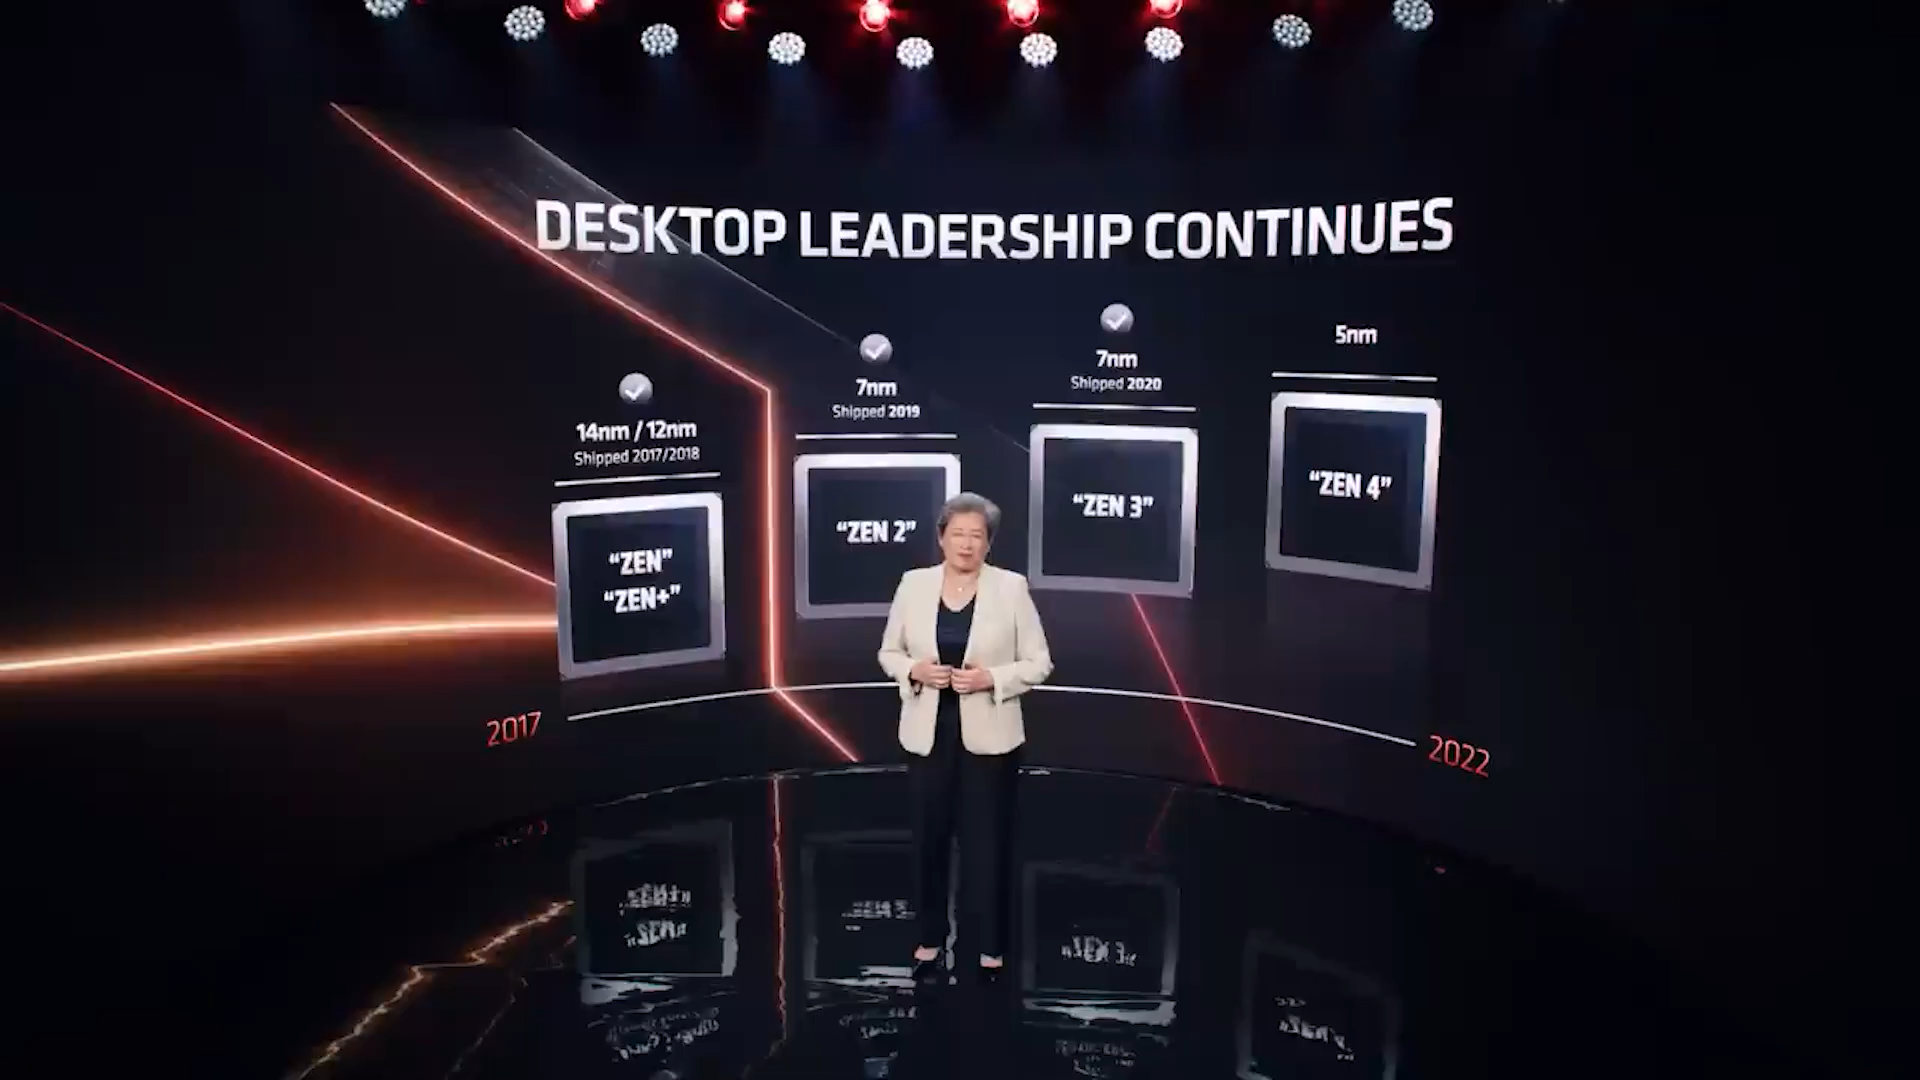 DESKTOP LEADERSHIP CONTINUES
14nm / 12nm
Shipped 2017/2018
“ZEN”
“ZEN+”
7nm
Shipped 2019
“ZEN 2”
7nm
Shipped 2020
“ZEN 3”
5nm
“ZEN 4”
2017
2022